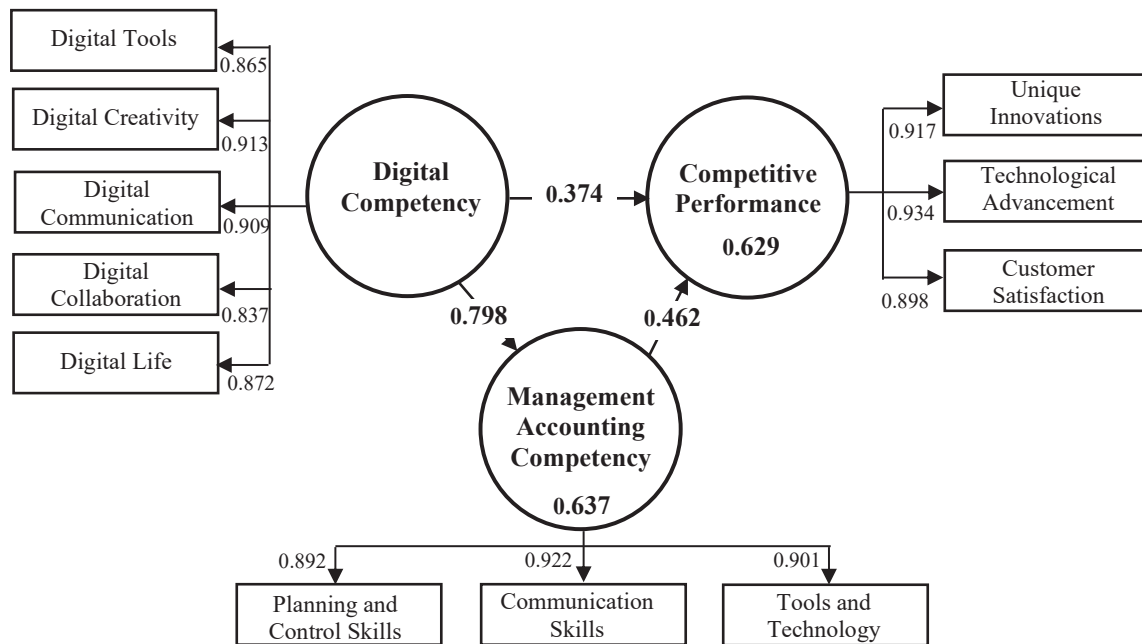 Digital Tools
0.865
Digital Creativity
0.913
Digital
Communication
0.909
Digital
Collaboration
0.837
Digital Life
0.872
Digital
Competency
0.374
0.798
Competitive
Performance
0.629
0.462
Management
Accounting
Competency
0.637
Unique
Innovations
0.917
Technological
Advancement
0.934
Customer
Satisfaction
0.898
0.892
Planning and
Control Skills
0.922
Communication
Skills
0.901
Tools and
Technology